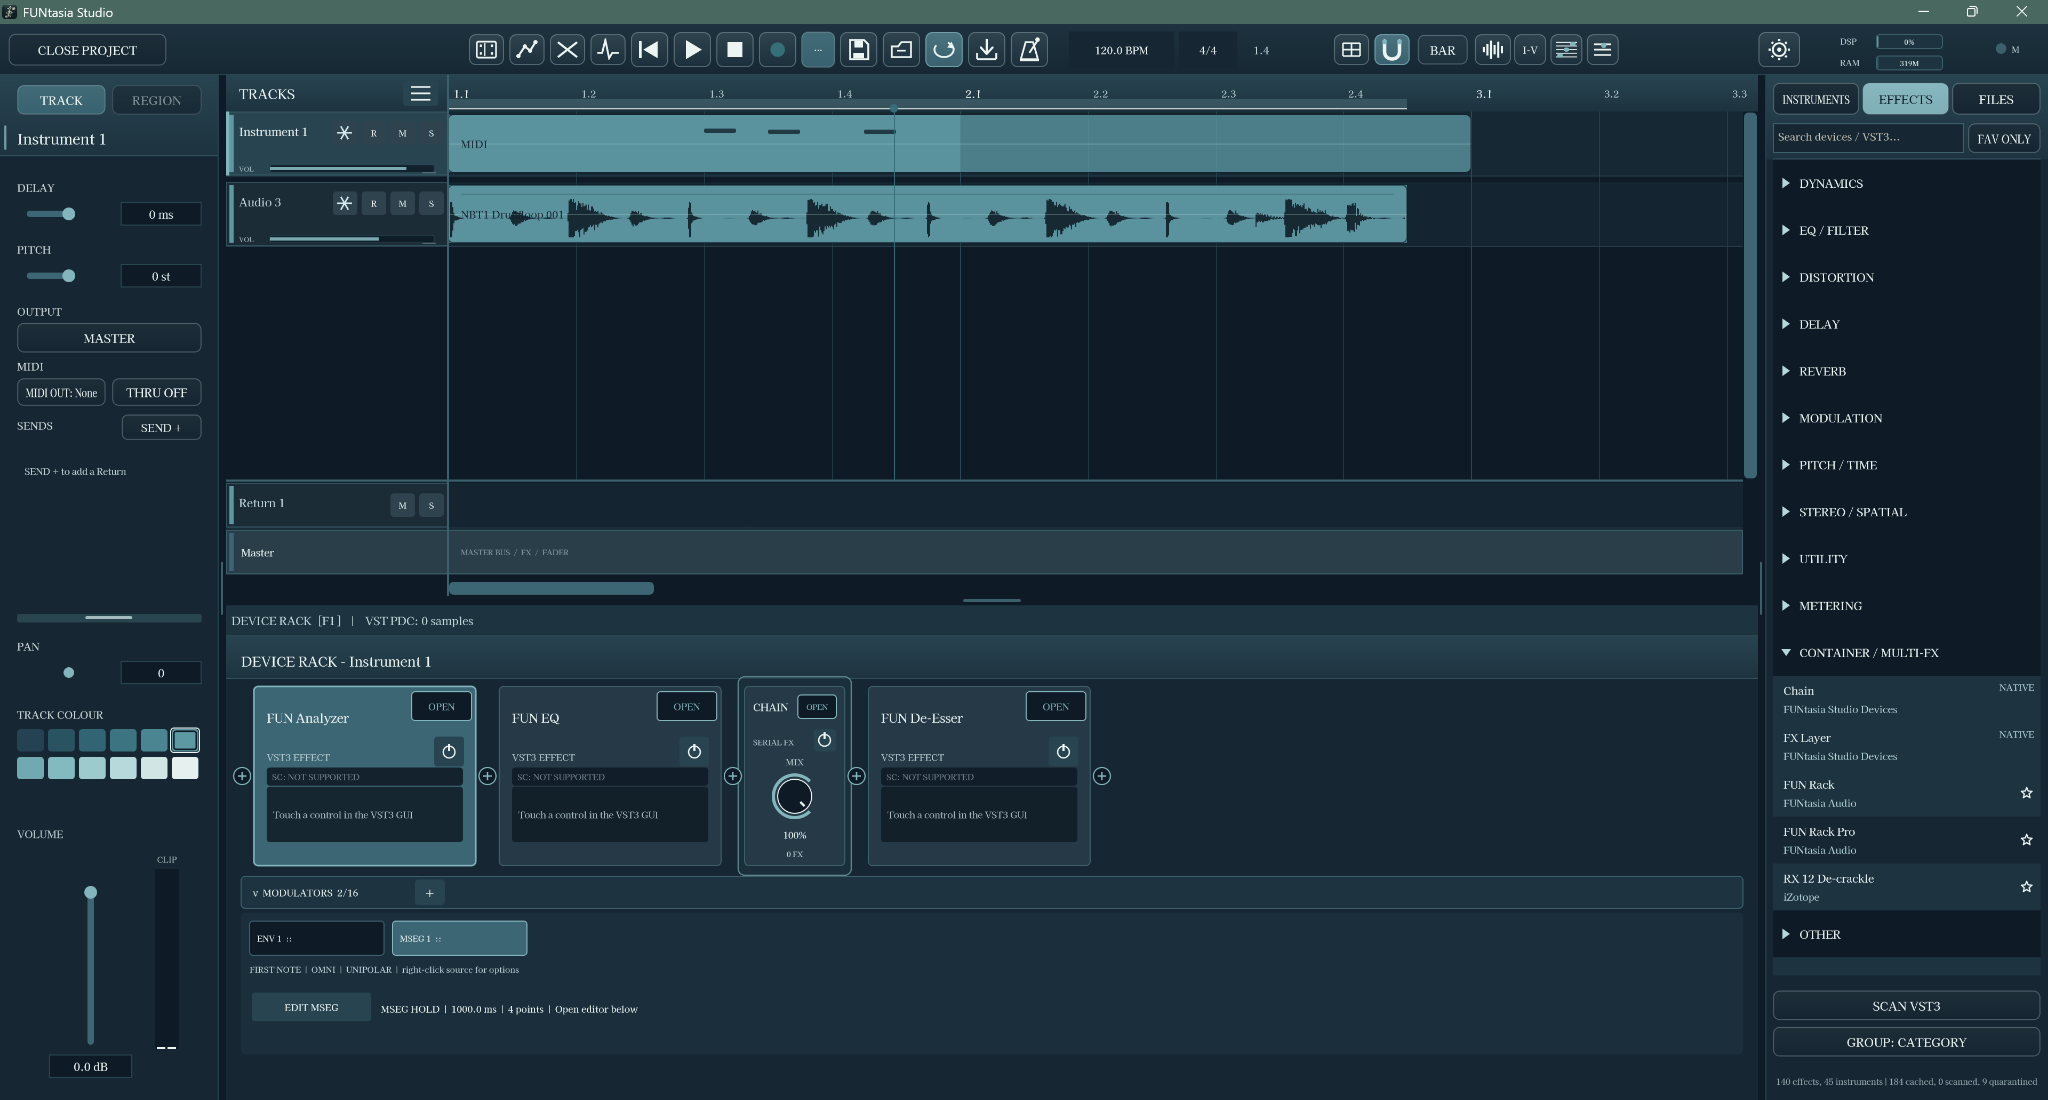 FUNtasia Studio
CLOSE PROJECT
...
120.0 BPM
4/4
1.4
BAR
I-V
DSP
0%
RAM
319M
M
TRACK
REGION
Instrument 1
DELAY
0 ms
PITCH
0 st
OUTPUT
MASTER
MIDI
MIDI OUT: None
THRU OFF
SENDS
SEND +
SEND + to add a Return
PAN
0
TRACK COLOUR
VOLUME
CLIP
0.0 dB
TRACKS
1.1
1.2
1.3
1.4
2.1
2.2
2.3
2.4
3.1
3.2
3.3
Instrument 1
R
M
S
VOL
MIDI
Audio 3
R
M
S
VOL
NBT1 Drumloop 001
Return 1
M
S
Master
MASTER BUS / FX / FADER
DEVICE RACK [F1] | VST PDC: 0 samples
DEVICE RACK - Instrument 1
FUN Analyzer
OPEN
VST3 EFFECT
SC: NOT SUPPORTED
Touch a control in the VST3 GUI
FUN EQ
OPEN
VST3 EFFECT
SC: NOT SUPPORTED
Touch a control in the VST3 GUI
CHAIN
OPEN
SERIAL FX
MIX
100%
0 FX
FUN De-Esser
OPEN
VST3 EFFECT
SC: NOT SUPPORTED
Touch a control in the VST3 GUI
v MODULATORS 2/16
+
ENV 1 ::
MSEG 1 ::
FIRST NOTE | OMNI | UNIPOLAR | right-click source for options
EDIT MSEG
MSEG HOLD | 1000.0 ms | 4 points | Open editor below
INSTRUMENTS
EFFECTS
FILES
Search devices / VST3...
FAV ONLY
DYNAMICS
EQ / FILTER
DISTORTION
DELAY
REVERB
MODULATION
PITCH / TIME
STEREO / SPATIAL
UTILITY
METERING
CONTAINER / MULTI-FX
Chain
NATIVE
FUNtasia Studio Devices
FX Layer
NATIVE
FUNtasia Studio Devices
FUN Rack
FUNtasia Audio
FUN Rack Pro
FUNtasia Audio
RX 12 De-crackle
iZotope
OTHER
SCAN VST3
GROUP: CATEGORY
140 effects, 45 instruments | 184 cached, 0 scanned, 9 quarantined